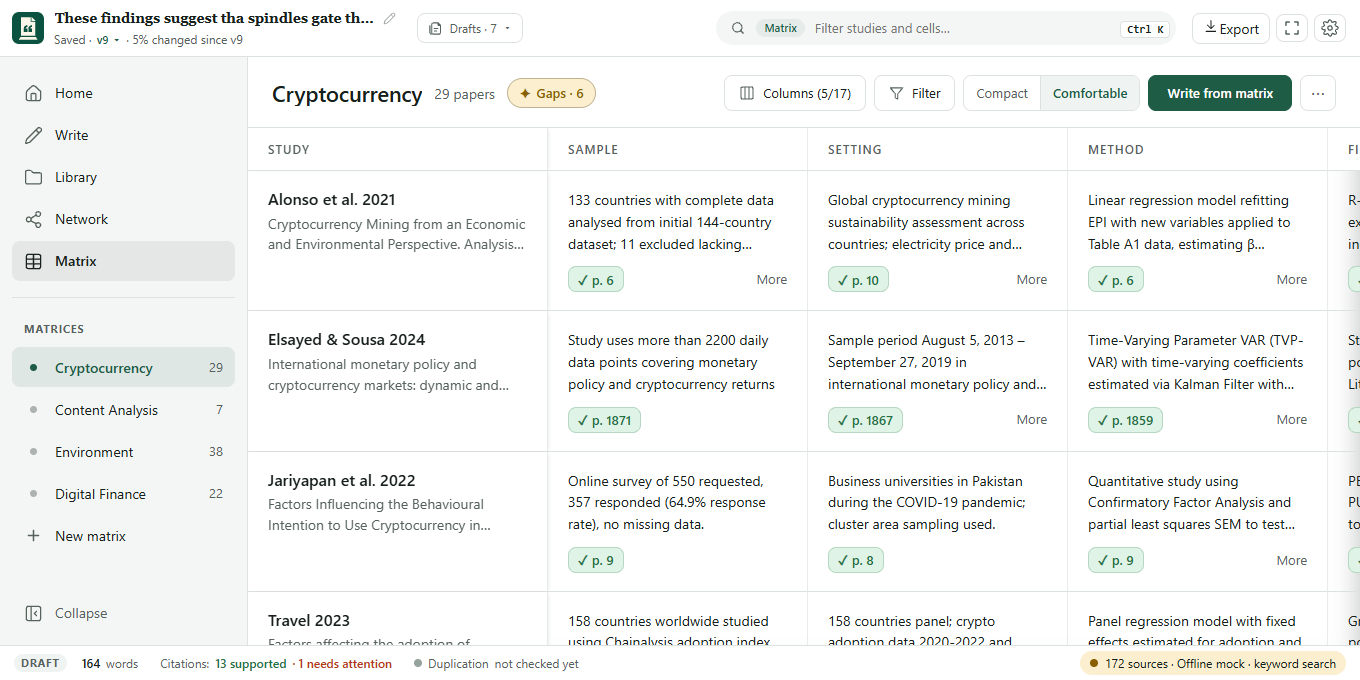 These findings suggest tha spindles gate th...
Saved · v9 · 5% changed since v9
Drafts · 7
Matrix
Filter studies and cells...
Ctrl K
Export
Home
Write
Library
Network
Matrix
MATRICES
Cryptocurrency 29
Content Analysis 7
Environment 38
Digital Finance 22
New matrix
Collapse
Cryptocurrency
29 papers
Gaps · 6
Columns (5/17)
Filter
Compact
Comfortable
Write from matrix
STUDY
SAMPLE
SETTING
METHOD
FI
Alonso et al. 2021
Cryptocurrency Mining from an Economic
and Environmental Perspective. Analysis...
133 countries with complete data
analysed from initial 144-country
dataset; 11 excluded lacking...
✓ p. 6
More
Global cryptocurrency mining
sustainability assessment across
countries; electricity price and...
✓ p. 10
More
Linear regression model refitting
EPI with new variables applied to
Table A1 data, estimating β...
✓ p. 6
More
R-
ex
in
Elsayed & Sousa 2024
International monetary policy and
cryptocurrency markets: dynamic and...
Study uses more than 2200 daily
data points covering monetary
policy and cryptocurrency returns
✓ p. 1871
Sample period August 5, 2013 –
September 27, 2019 in
international monetary policy and...
✓ p. 1867
More
Time-Varying Parameter VAR (TVP-
VAR) with time-varying coefficients
estimated via Kalman Filter with...
✓ p. 1859
More
St
po
Lit
Jariyapan et al. 2022
Factors Influencing the Behavioural
Intention to Use Cryptocurrency in...
Online survey of 550 requested,
357 responded (64.9% response
rate), no missing data.
✓ p. 9
Business universities in Pakistan
during the COVID-19 pandemic;
cluster area sampling used.
✓ p. 8
Quantitative study using
Confirmatory Factor Analysis and
partial least squares SEM to test...
✓ p. 9
More
PE
PU
to
Travel 2023
Factors affecting the adoption of
158 countries worldwide studied
using Chainalysis adoption index
158 countries panel; crypto
adoption data 2020-2022 and
Panel regression model with fixed
effects estimated for adoption and
DRAFT
164 words
Citations: 13 supported · 1 needs attention
Duplication not checked yet
172 sources · Offline mock · keyword search